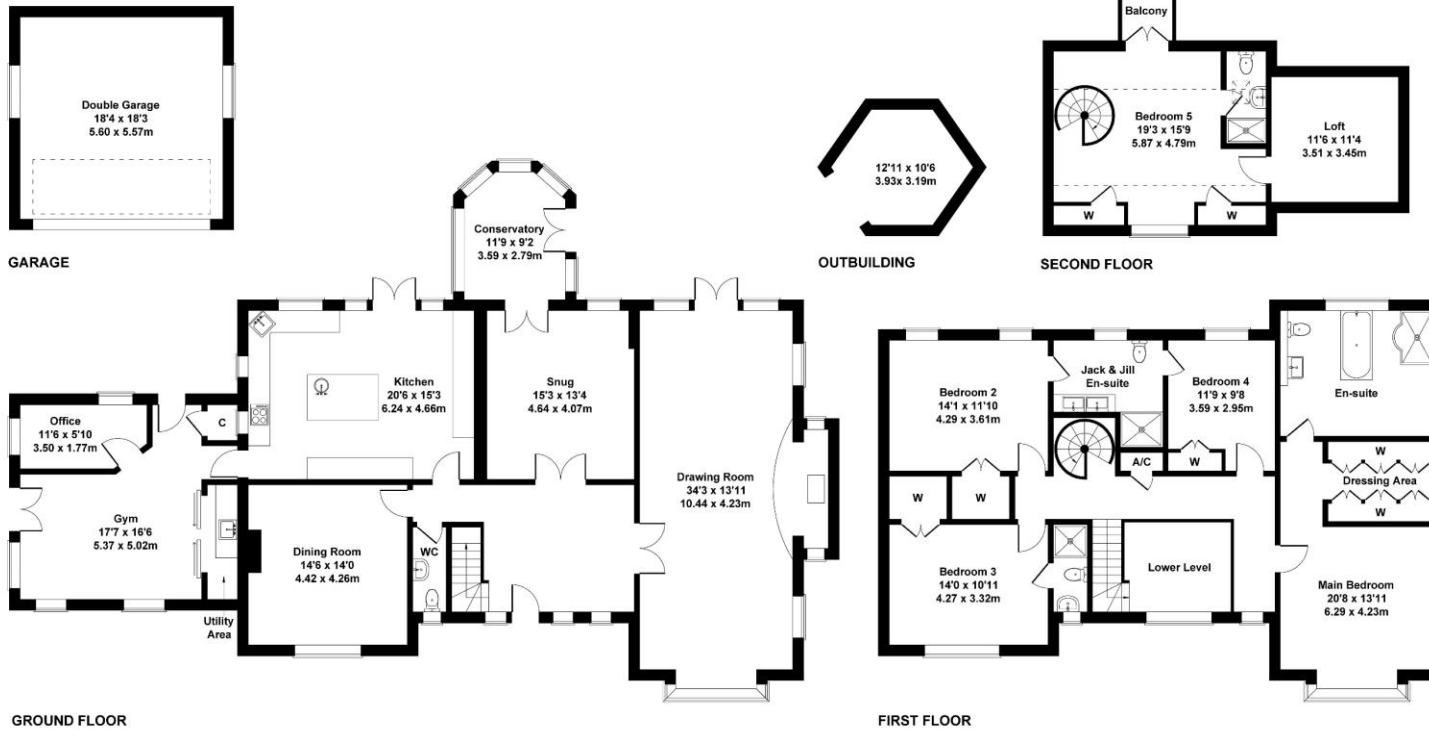 Double Garage
18'4 x 18'3
5.60 x 5.57m
GARAGE
12'11 x 10'6
3.93x 3.19m
OUTBUILDING
Balcony
Bedroom 5
19'3 x 15'9
5.87 x 4.79m
Loft
11'6 x 11'4
3.51 x 3.45m
W
W
SECOND FLOOR
Conservatory
11'9 x 9'2
3.59 x 2.79m
Kitchen
20'6 x 15'3
6.24 x 4.66m
Snug
15'3 x 13'4
4.64 x 4.07m
Office
11'6 x 5'10
3.50 x 1.77m
C
Drawing Room
34'3 x 13'11
10.44 x 4.23m
Gym
17'7 x 16'6
5.37 x 5.02m
Dining Room
14'6 x 14'0
4.42 x 4.26m
WC
Utility
Area
GROUND FLOOR
Bedroom 2
14'1 x 11'10
4.29 x 3.61m
Jack & Jill
En-suite
Bedroom 4
11'9 x 9'8
3.59 x 2.95m
En-suite
A/C
W
W
Dressing Area
W
W
W
Bedroom 3
14'0 x 10'11
4.27 x 3.32m
Lower Level
Main Bedroom
20'8 x 13'11
6.29 x 4.23m
FIRST FLOOR